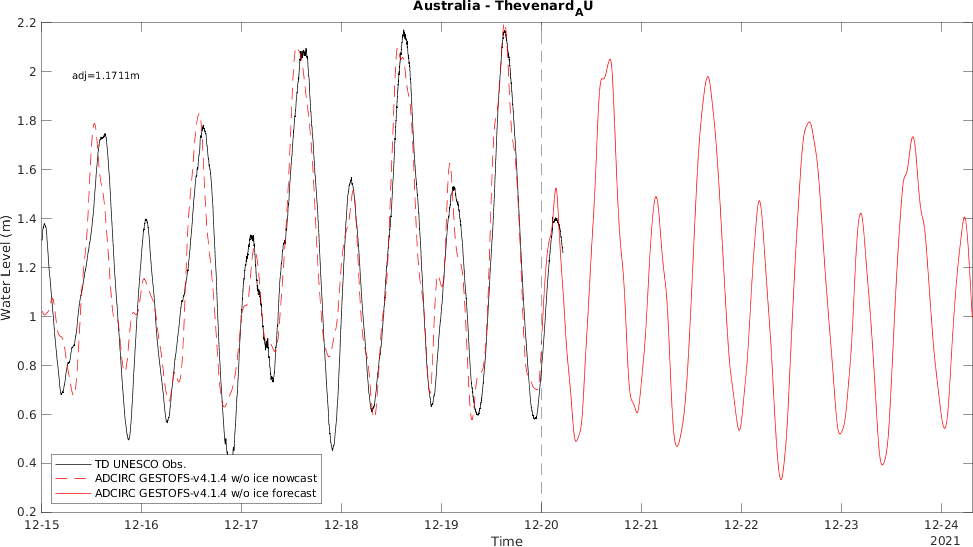 Australia - Thevenard_AU
2.2
2
1.8
1.6
1.4
1.2
1
0.8
0.6
0.4
0.2
Water Level (m)
adj=1.1711m
TD UNESCO Obs.
ADCIRC GESTOFS-v4.1.4 w/o ice nowcast
ADCIRC GESTOFS-v4.1.4 w/o ice forecast
12-15 12-16 12-17 12-18 12-19 12-20 12-21 12-22 12-23 12-24
Time 2021